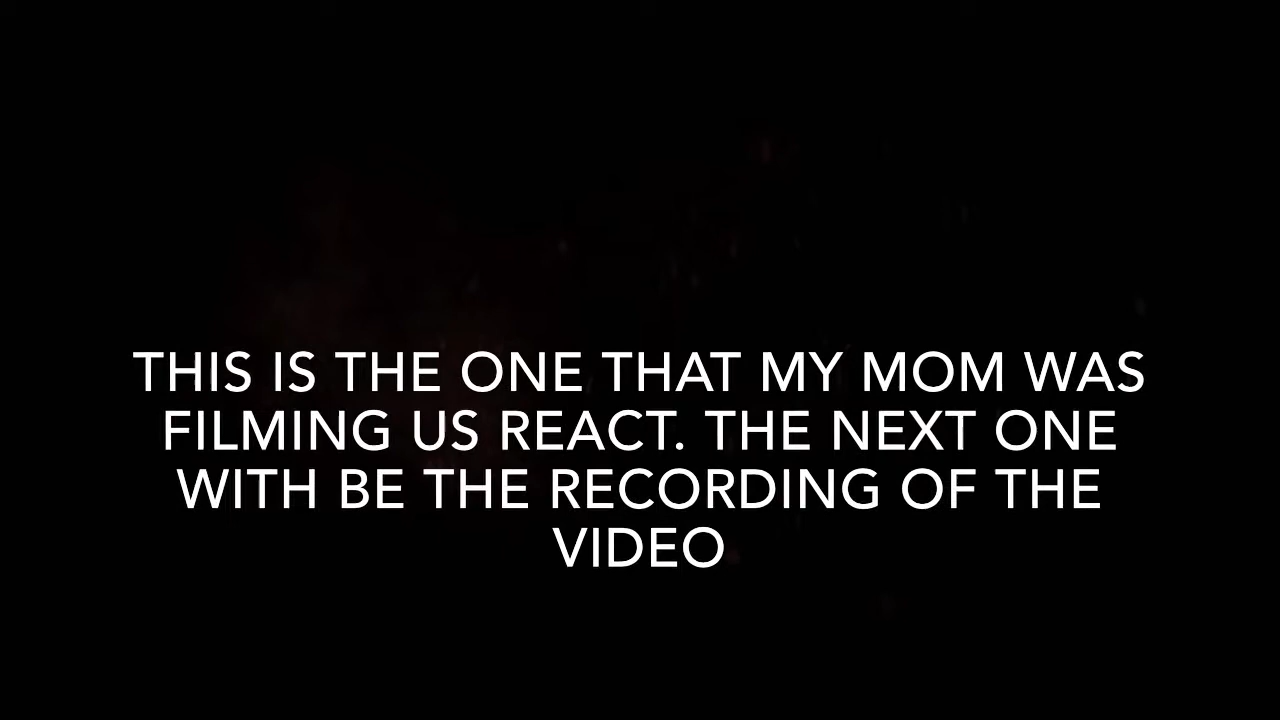 THIS IS THE ONE THAT MY MOM WAS
FILMING US REACT. THE NEXT ONE
WITH BE THE RECORDING OF THE
VIDEO